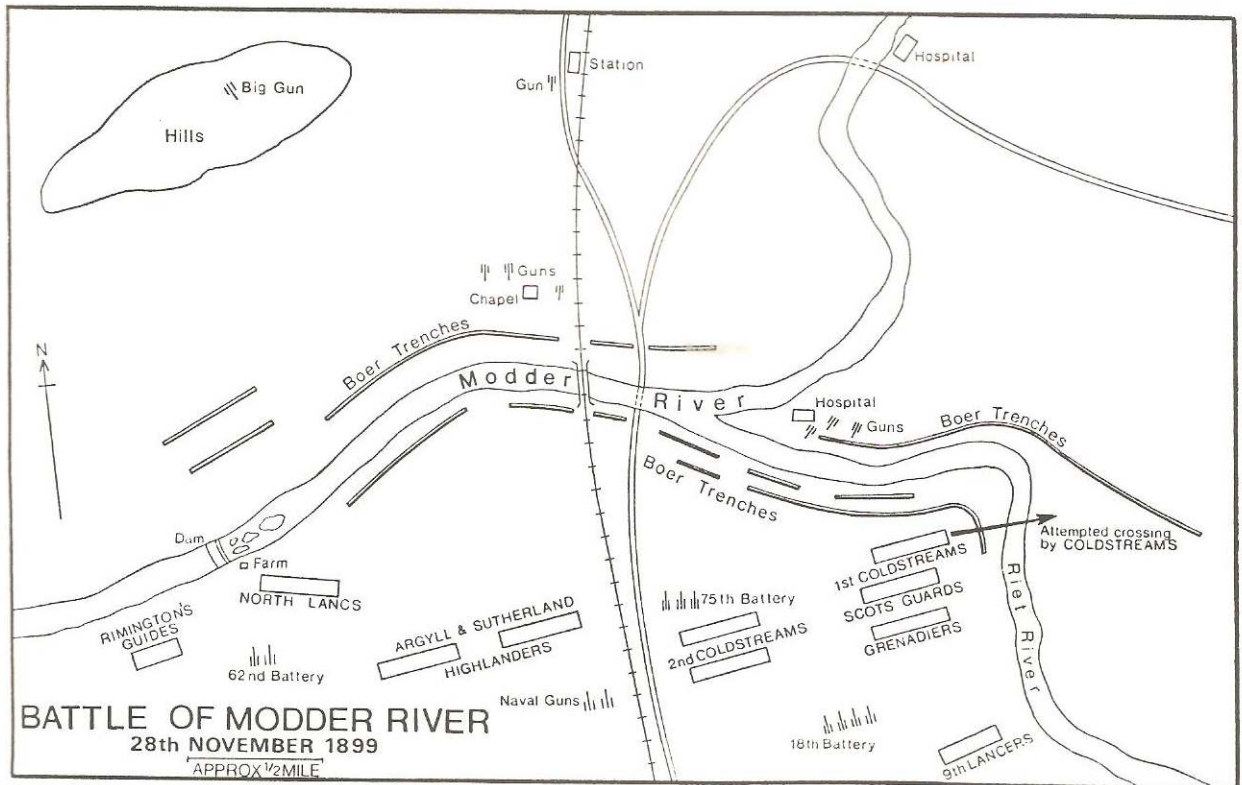 Hospital
Station
Gun
Big Gun
Hills
Guns
Chapel
N
Boer Trenches
Modder River
Hospital
Guns
Boer Trenches
Boer Trenches
Attempted crossing
by COLDSTREAMS
Dam
Farm
NORTH LANCS
RIMINGTON'S
GUIDES
62nd Battery
ARGYLL & SUTHERLAND
HIGHLANDERS
Naval Guns
75th Battery
2nd COLDSTREAMS
1st COLDSTREAMS
SCOTS GUARDS
GRENADIERS
Riet River
18th Battery
9th LANCERS
BATTLE OF MODDER RIVER
28th NOVEMBER 1899
APPROX 1/2 MILE